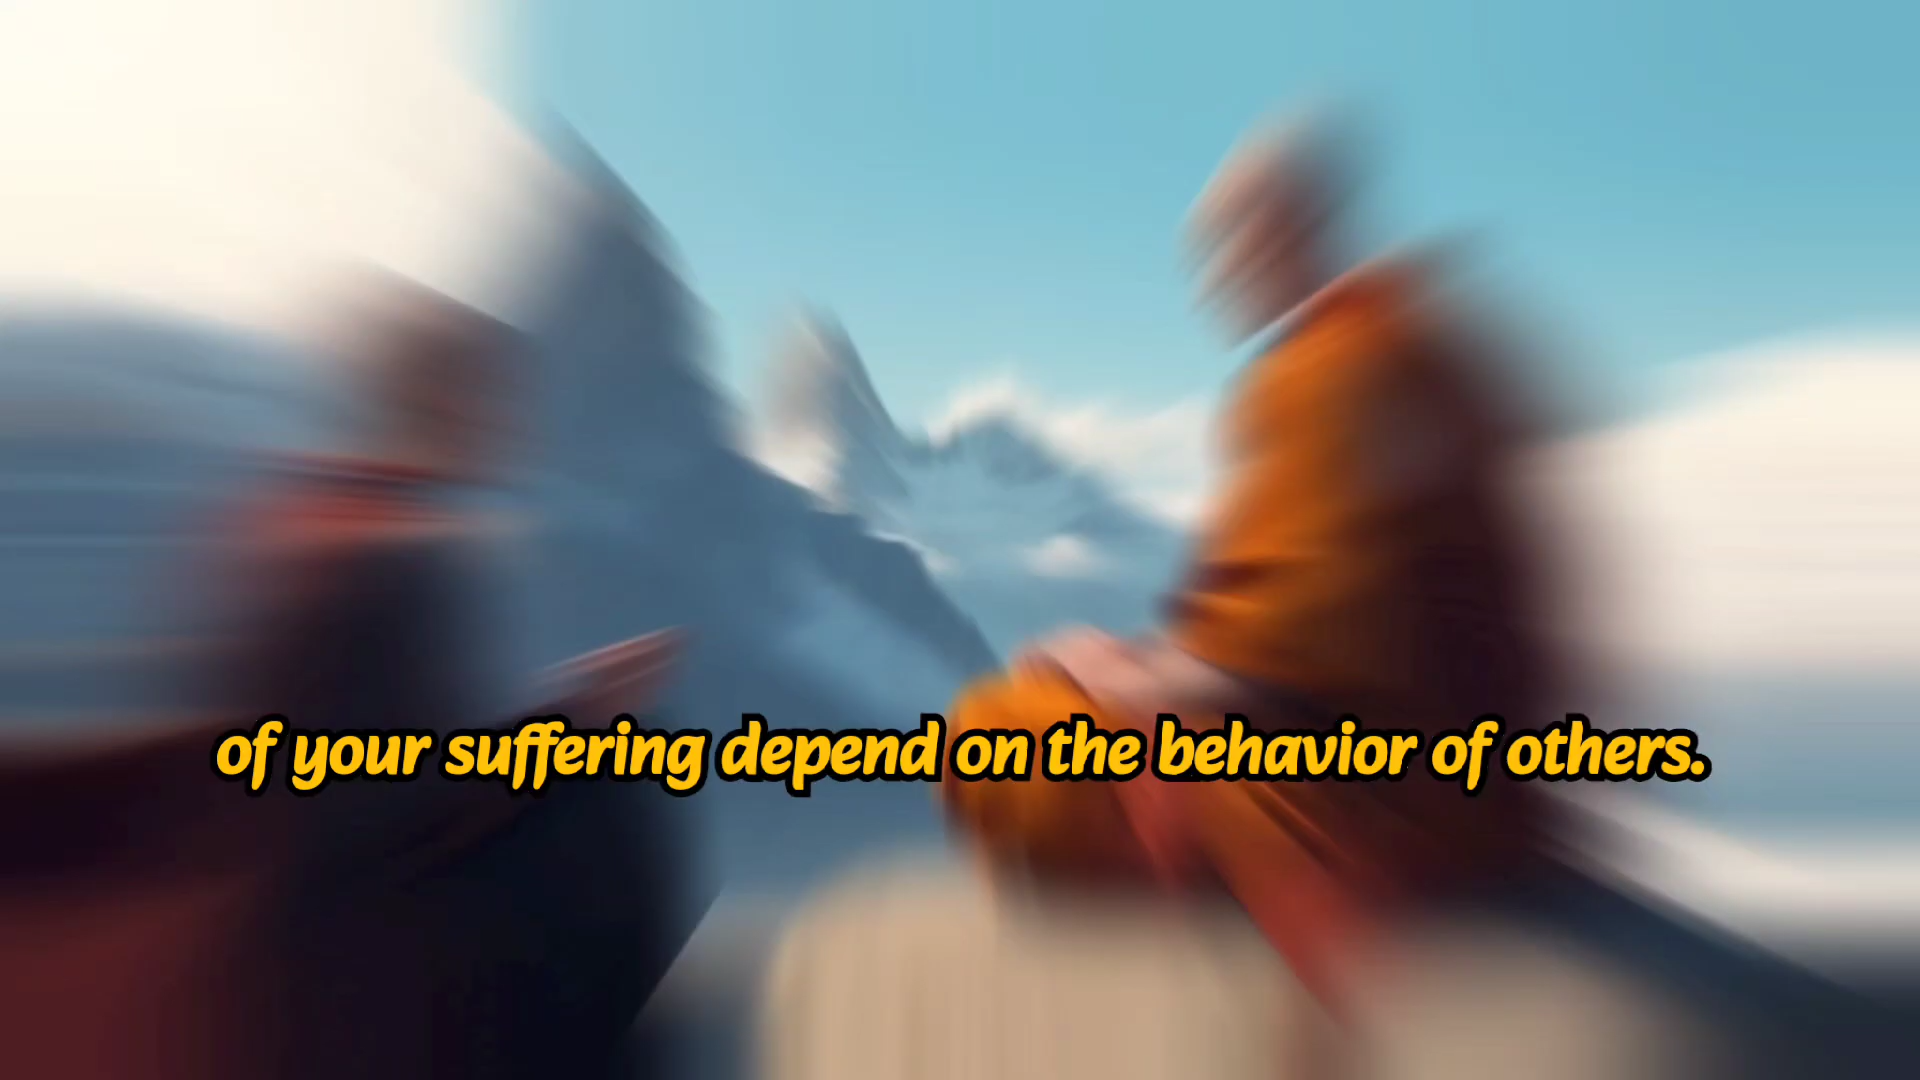 of your suffering depend on the behavior of others.